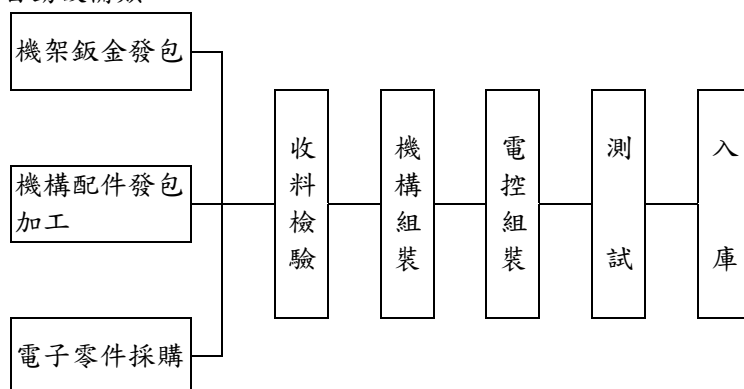 機架鈑金發包
機構配件發包
加工
電子零件採購
收料檢驗
機構組裝
電控組裝
測試
入庫